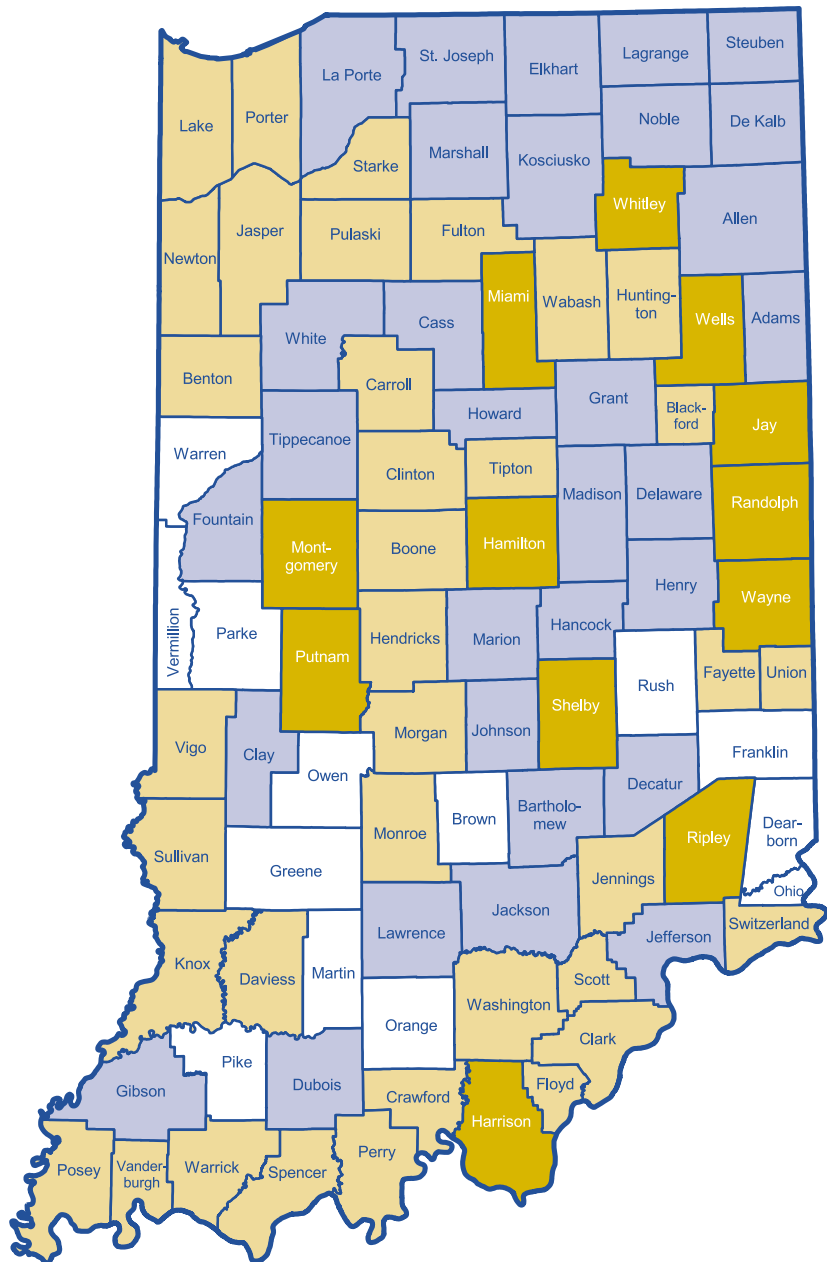 Steuben
St. Joseph
Lagrange
Elkhart
La Porte
Porter
Noble
De Kalb
Lake
Marshall
Kosciusko
Starke
Whitley
Allen
Jasper
Fulton
Pulaski
Newton
Miami
Wabash
Hunting-
ton
Wells
Adams
Cass
White
Benton
Carroll
Grant
Black-
ford
Howard
Jay
Tippecanoe
Warren
Clinton
Tipton
Madison
Delaware
Randolph
Fountain
Mont-
gomery
Boone
Hamilton
Henry
Wayne
Vermillion
Parke
Putnam
Hendricks
Marion
Hancock
Fayette
Union
Rush
Shelby
Vigo
Clay
Morgan
Johnson
Franklin
Owen
Decatur
Monroe
Brown
Bartholo-
mew
Ripley
Dear-
born
Sullivan
Greene
Jennings
Ohio
Jackson
Lawrence
Jefferson
Switzerland
Knox
Daviess
Martin
Scott
Washington
Orange
Clark
Pike
Gibson
Dubois
Crawford
Floyd
Harrison
Posey
Vander-
burgh
Warrick
Spencer
Perry